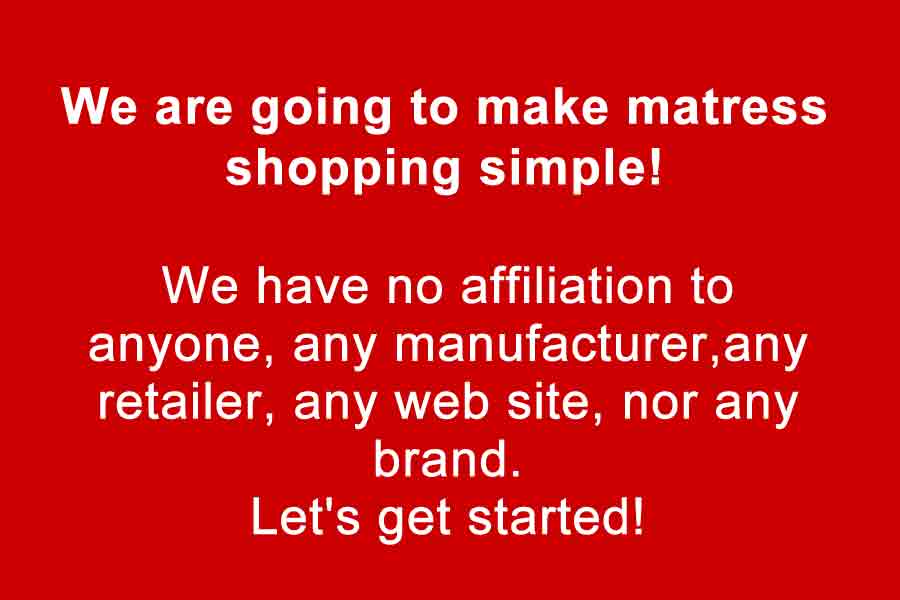 We are going to make matress
shopping simple!
We have no affiliation to
anyone, any manufacturer,any
retailer, any web site, nor any
brand.
Let's get started!